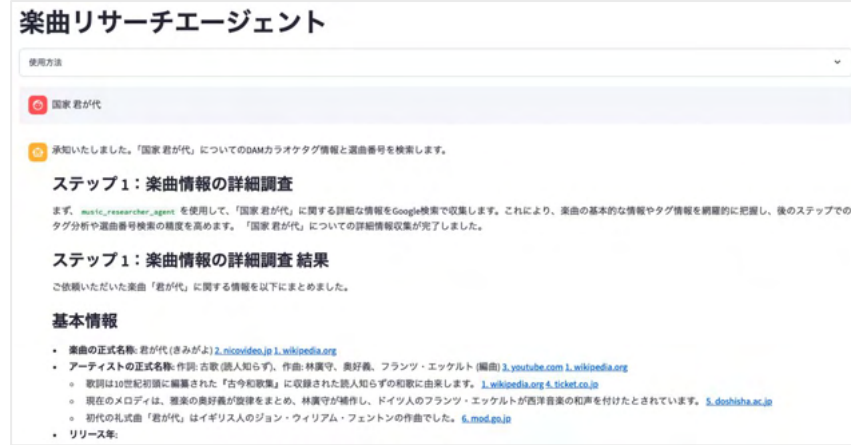 楽曲リサーチエージェント
使用方法
国家 君が代
承知いたしました。「国家 君が代」についてのDAMカラオケタグ情報と選曲番号を検索します。
ステップ1：楽曲情報の詳細調査
まず、 music_researcher_agent を使用して、「国家 君が代」に関する詳細な情報をGoogle検索で収集します。これにより、楽曲の基本的な情報やタグ情報を網羅的に把握し、後のステップでの
タグ分析や選曲番号検索の精度を高めます。 「国家 君が代」についての詳細情報収集が完了しました。
ステップ1：楽曲情報の詳細調査 結果
ご依頼いただいた楽曲「君が代」に関する情報を以下にまとめました。
基本情報
• 楽曲の正式名称: 君が代 (きみがよ) 2. nicovideo.jp 1. wikipedia.org
• アーティストの正式名称: 作詞: 古歌 (読人知らず)、作曲: 林廣守、奥好義、フランツ・エッケルト (編曲) 3. youtube.com 1. wikipedia.org
◦ 歌詞は10世紀初頭に編纂された『古今和歌集』に収録された読人知らずの和歌に由来します。 1. wikipedia.org 4. ticket.co.jp
◦ 現在のメロディは、雅楽の奥好義が旋律をまとめ、林廣守が補作し、ドイツ人のフランツ・エッケルトが西洋音楽の和声を付けたとされています。 5. doshisha.ac.jp
◦ 初代の礼式曲「君が代」はイギリス人のジョン・ウィリアム・フェントンの作曲でした。 6. mod.go.jp
• リリース年: